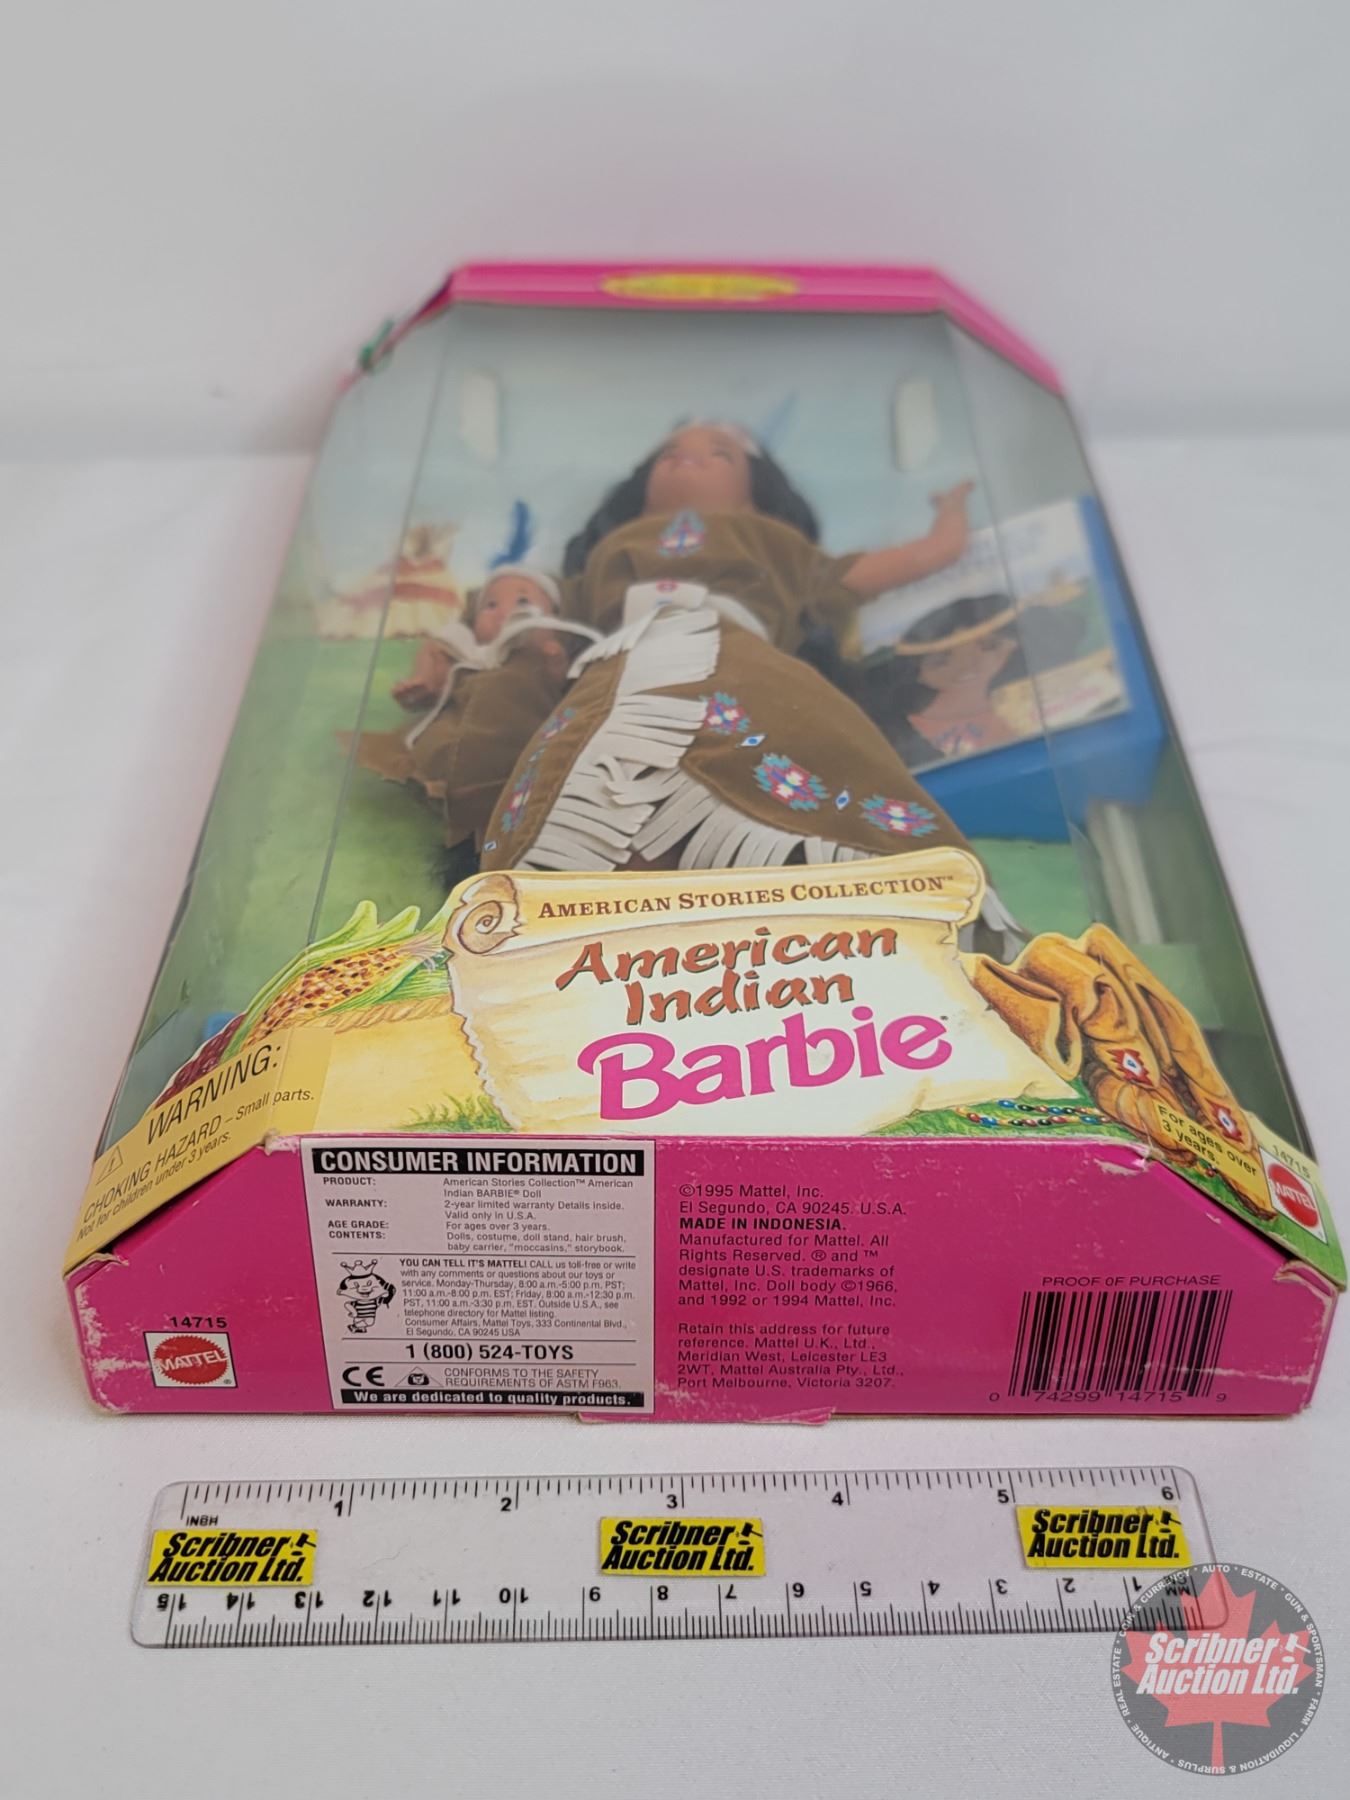 AMERICAN STORIES COLLECTION™
American
Indian
Barbie
WARNING:
CHOKING HAZARD – Small parts.
Not for children under 3 years.
For ages
3 years. over
14715
MATTEL
14715
MATTEL
CONSUMER INFORMATION
PRODUCT: American Stories Collection™ American
Indian BARBIE® Doll
WARRANTY: 2-year limited warranty Details inside.
Valid only in U.S.A.
AGE GRADE: For ages over 3 years.
CONTENTS: Dolls, costume, doll stand, hair brush,
baby carrier, "moccasins," storybook.
YOU CAN TELL IT'S MATTEL! CALL us toll-free or write
with any comments or questions about our toys or
service. Monday-Thursday, 8:00 a.m.-5:00 p.m. PST;
11:00 a.m.-8:00 p.m. EST; Friday, 8:00 a.m.-12:30 p.m.
PST, 11:00 a.m.-3:30 p.m. EST. Outside U.S.A., see
telephone directory for Mattel listing.
Consumer Affairs, Mattel Toys, 333 Continental Blvd.,
El Segundo, CA 90245 USA
1 (800) 524-TOYS
CE CONFORMS TO THE SAFETY
REQUIREMENTS OF ASTM F963.
We are dedicated to quality products.
©1995 Mattel, Inc.
El Segundo, CA 90245. U.S.A.
MADE IN INDONESIA.
Manufactured for Mattel. All
Rights Reserved. ® and ™
designate U.S. trademarks of
Mattel, Inc. Doll body ©1966,
and 1992 or 1994 Mattel, Inc.
Retain this address for future
reference. Mattel U.K., Ltd.,
Meridian West, Leicester LE3
2WT, Mattel Australia Pty., Ltd.,
Port Melbourne, Victoria 3207.
PROOF OF PURCHASE
0 74299 14715 9
1 2 3 4 5 6
INCH
Scribner
Auction Ltd.
Scribner
Auction Ltd.
Scribner
Auction Ltd.
15 14 13 12 11 10 9 8 7 6 5 4 3 2 1
MM
COIN & CURRENCY · AUTO · ESTATE · GUN & SPORTSMAN · FARM · LIQUIDATION & SURPLUS · ANTIQUE · REAL ESTATE
Scribner
Auction Ltd.